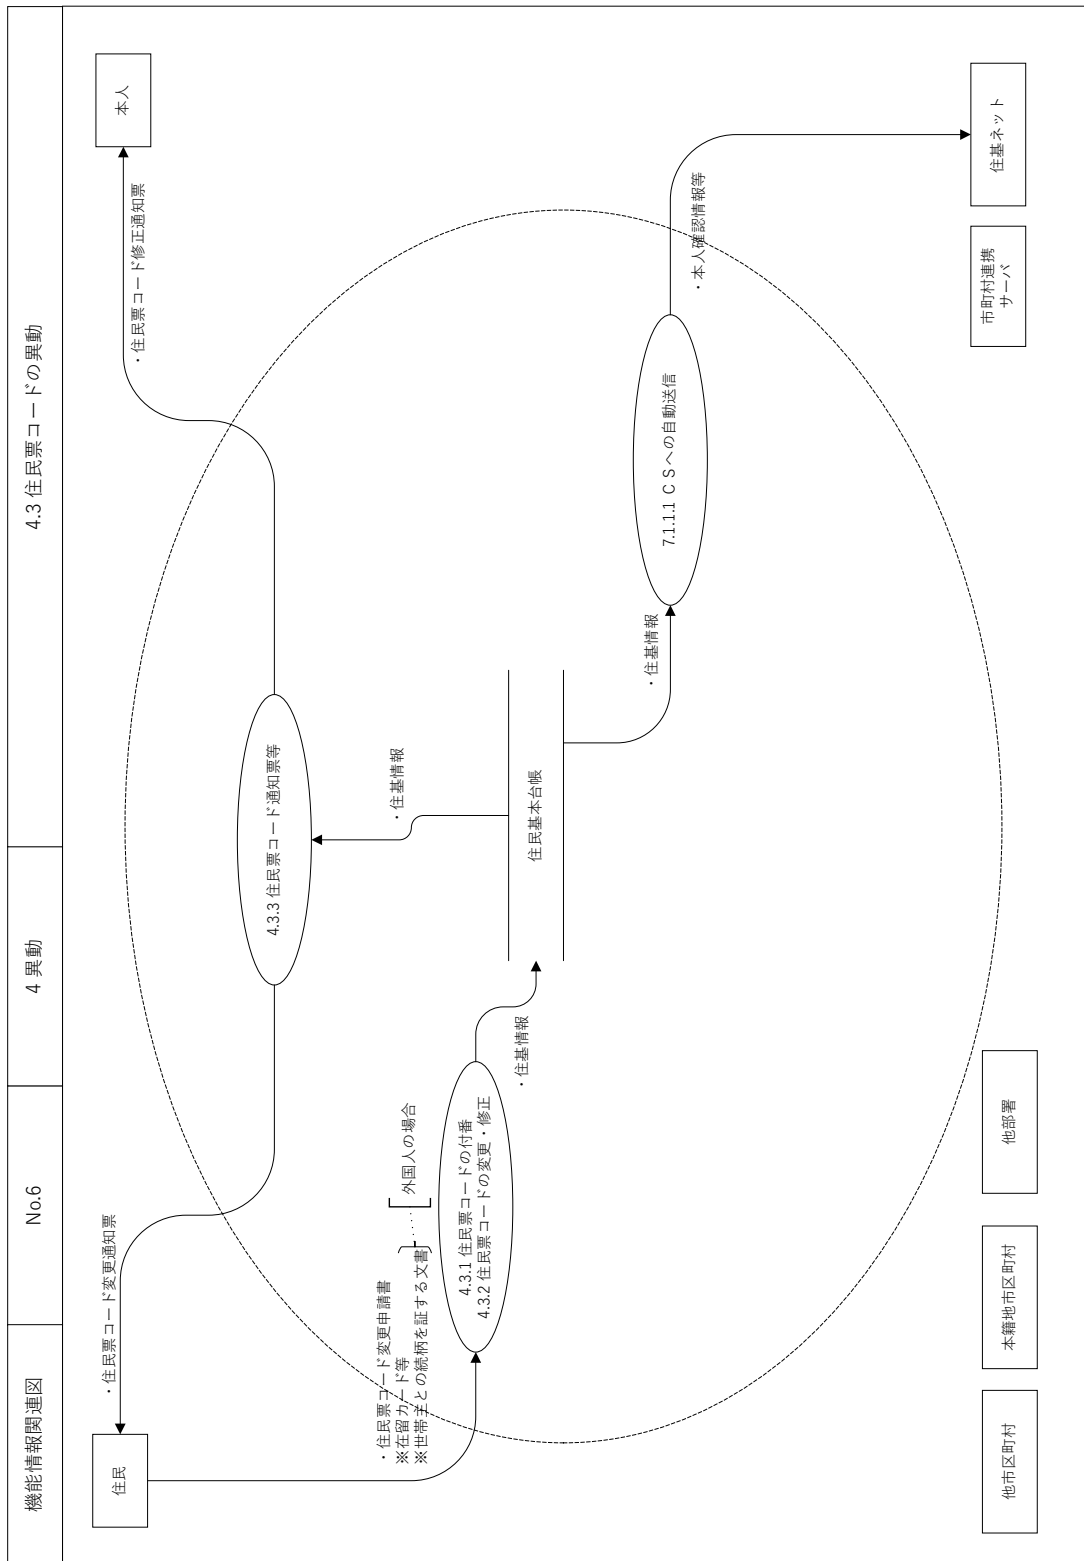 機能情報関連図
No.6
4 異動
4.3 住民票コードの異動
住民
・住民票コード変更通知票
・住民票コード修正通知票
本人
4.3.3 住民票コード通知票等
・住民票コード変更申請書
※在留カード等
※世帯主との続柄を証する文書
外国人の場合
・住基情報
4.3.1 住民票コードの付番
4.3.2 住民票コードの変更・修正
・住基情報
住民基本台帳
・住基情報
7.1.1.1 CSへの自動送信
・本人確認情報等
他市区町村
本籍地市区町村
他部署
市町村連携
サーバ
住基ネット